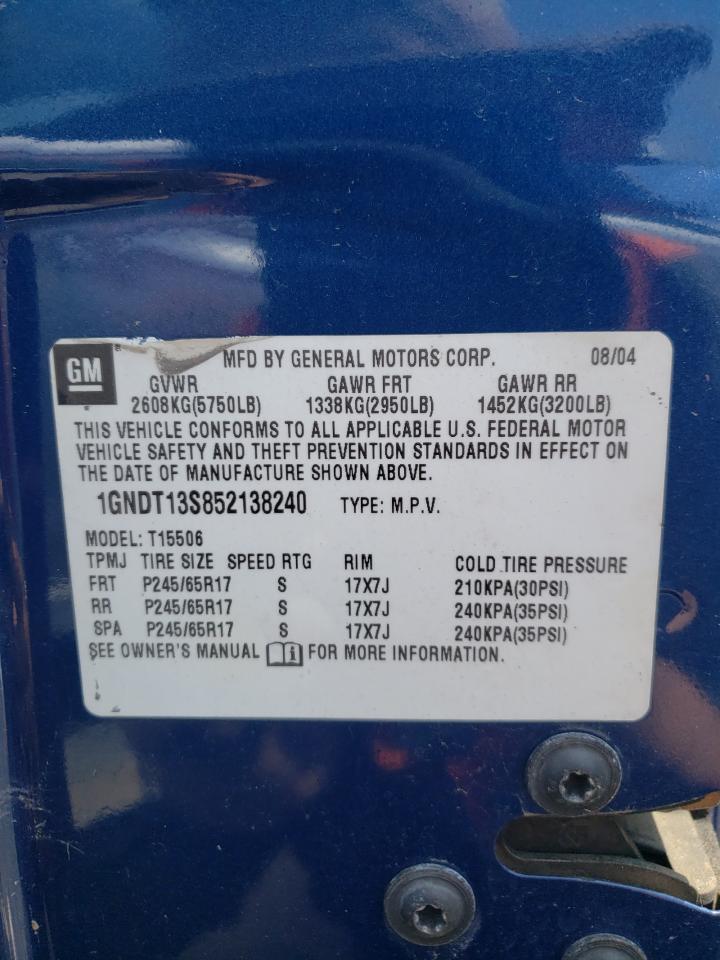 GM MFD BY GENERAL MOTORS CORP. 08/04
GVWR GAWR FRT GAWR RR
2608KG(5750LB) 1338KG(2950LB) 1452KG(3200LB)
THIS VEHICLE CONFORMS TO ALL APPLICABLE U.S. FEDERAL MOTOR
VEHICLE SAFETY AND THEFT PREVENTION STANDARDS IN EFFECT ON
THE DATE OF MANUFACTURE SHOWN ABOVE.
1GNDT13S852138240 TYPE: M.P.V.
MODEL: T15506
TPMJ TIRE SIZE SPEED RTG RIM COLD TIRE PRESSURE
FRT P245/65R17 S 17X7J 210KPA(30PSI)
RR P245/65R17 S 17X7J 240KPA(35PSI)
SPA P245/65R17 S 17X7J 240KPA(35PSI)
SEE OWNER'S MANUAL i FOR MORE INFORMATION.